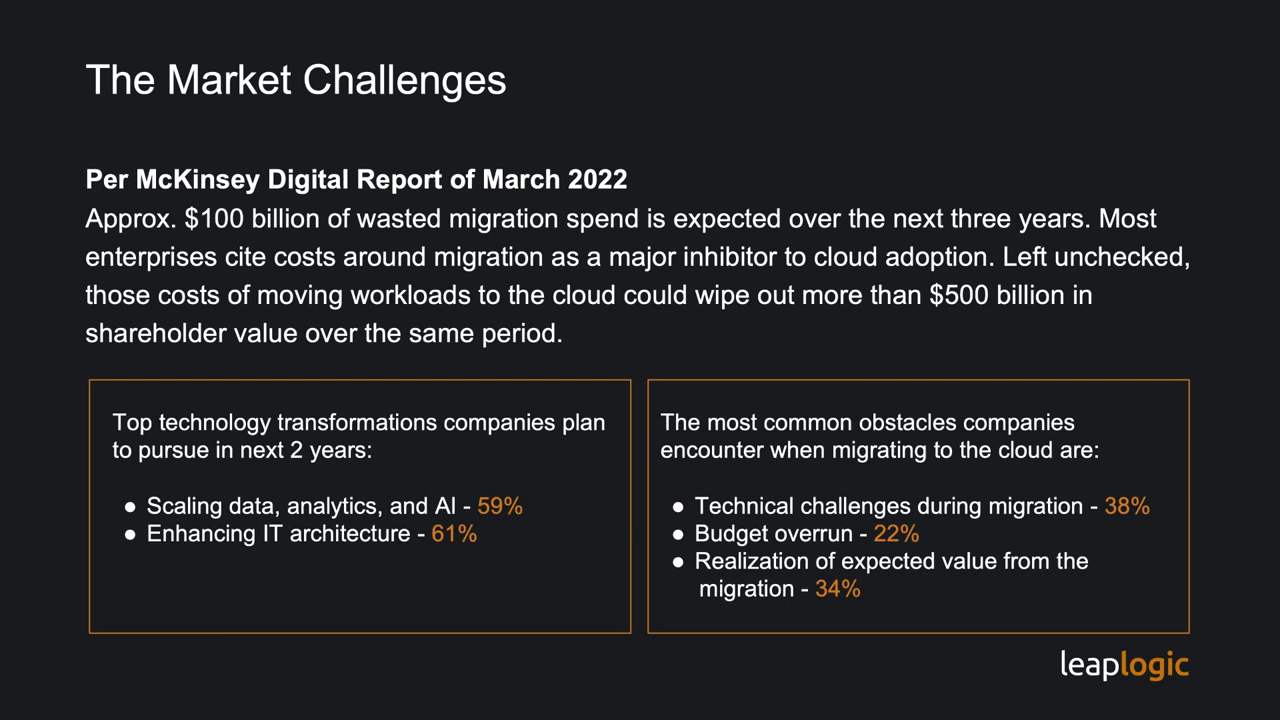 The Market Challenges
Per McKinsey Digital Report of March 2022
Approx. $100 billion of wasted migration spend is expected over the next three years. Most
enterprises cite costs around migration as a major inhibitor to cloud adoption. Left unchecked,
those costs of moving workloads to the cloud could wipe out more than $500 billion in
shareholder value over the same period.
Top technology transformations companies plan
to pursue in next 2 years:
● Scaling data, analytics, and AI - 59%
● Enhancing IT architecture - 61%
The most common obstacles companies
encounter when migrating to the cloud are:
● Technical challenges during migration - 38%
● Budget overrun - 22%
● Realization of expected value from the
migration - 34%
leaplogic